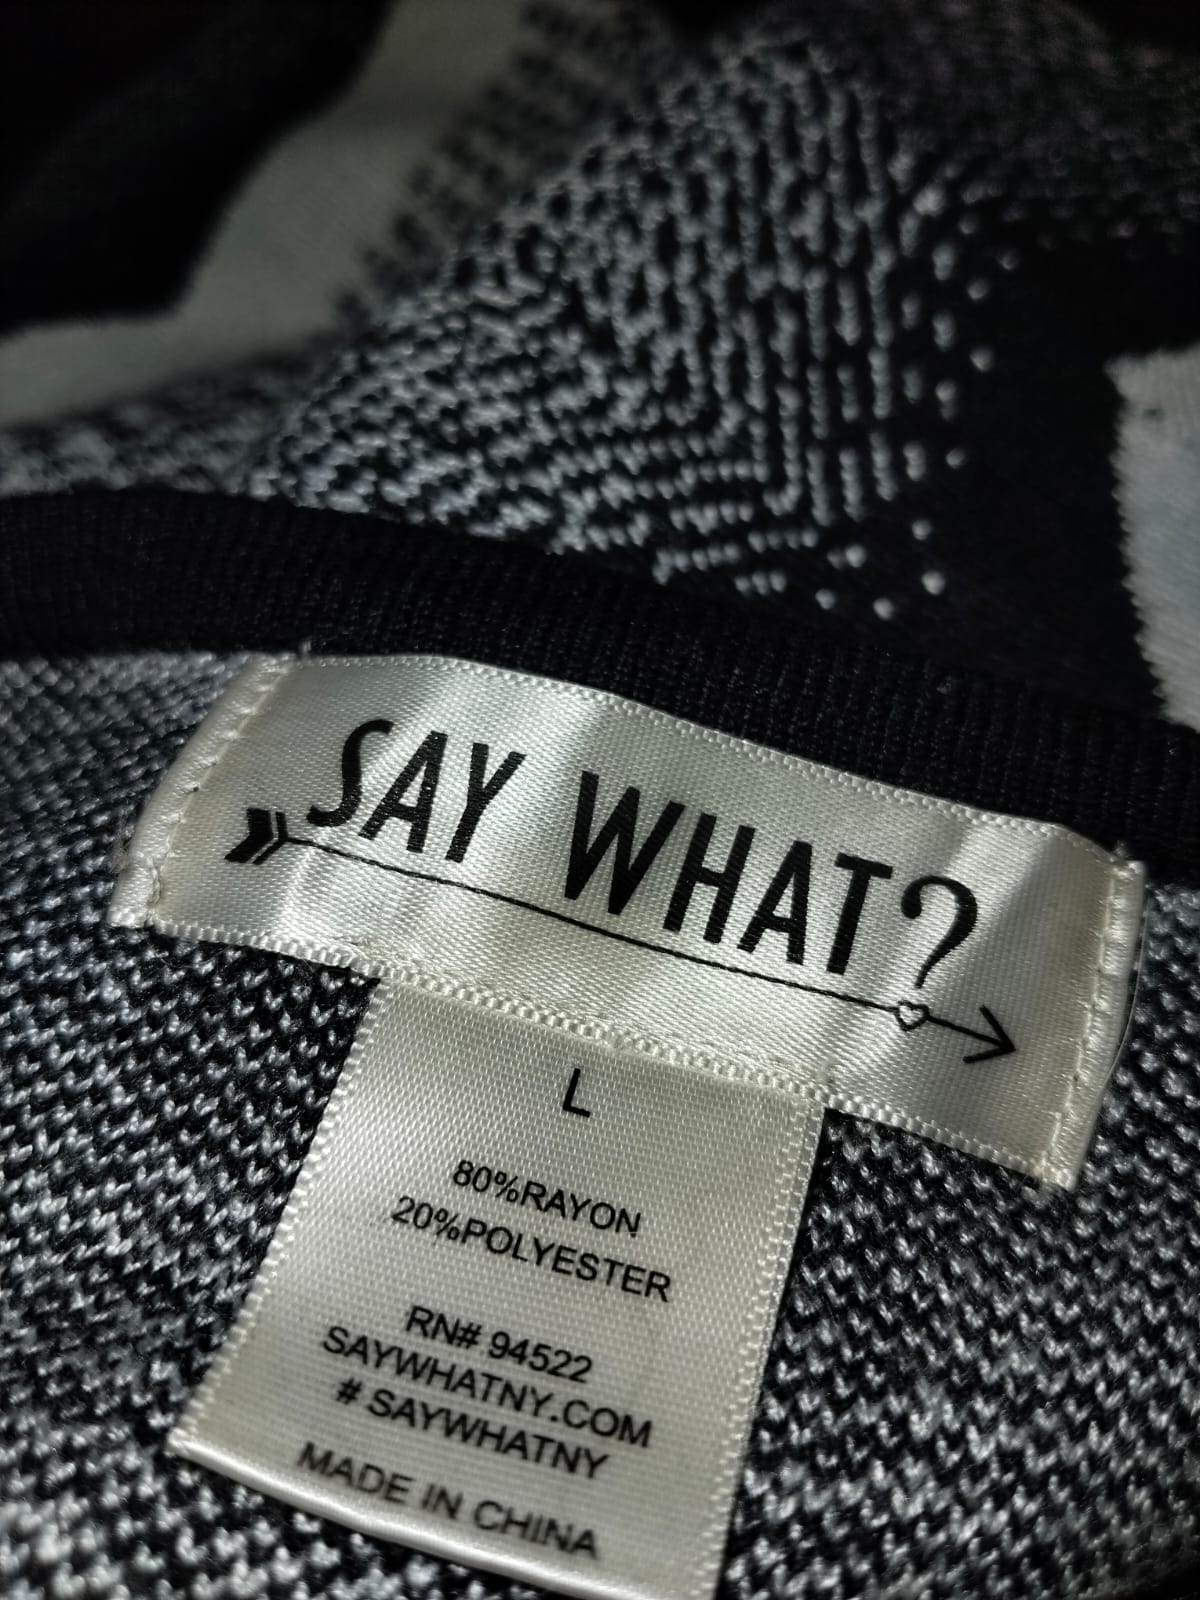 SAY WHAT?
L
80%RAYON
20%POLYESTER
RN# 94522
SAYWHATNY.COM
# SAYWHATNY
MADE IN CHINA